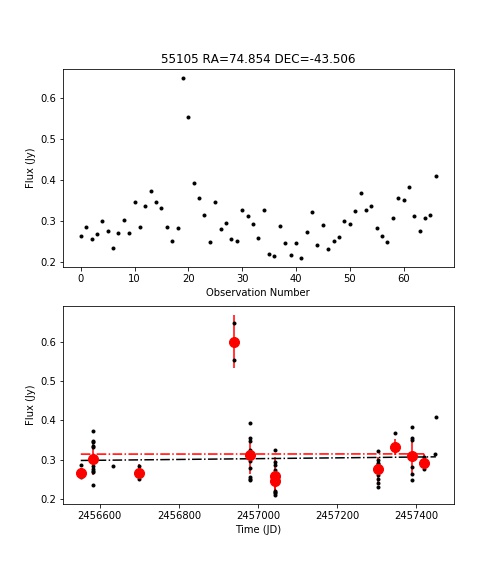 55105 RA=74.854 DEC=-43.506
0.6
0.5
0.4
0.3
0.2
Flux (Jy)
0 10 20 30 40 50 60
Observation Number
0.6
0.5
0.4
0.3
0.2
Flux (Jy)
2456600 2456800 2457000 2457200 2457400
Time (JD)